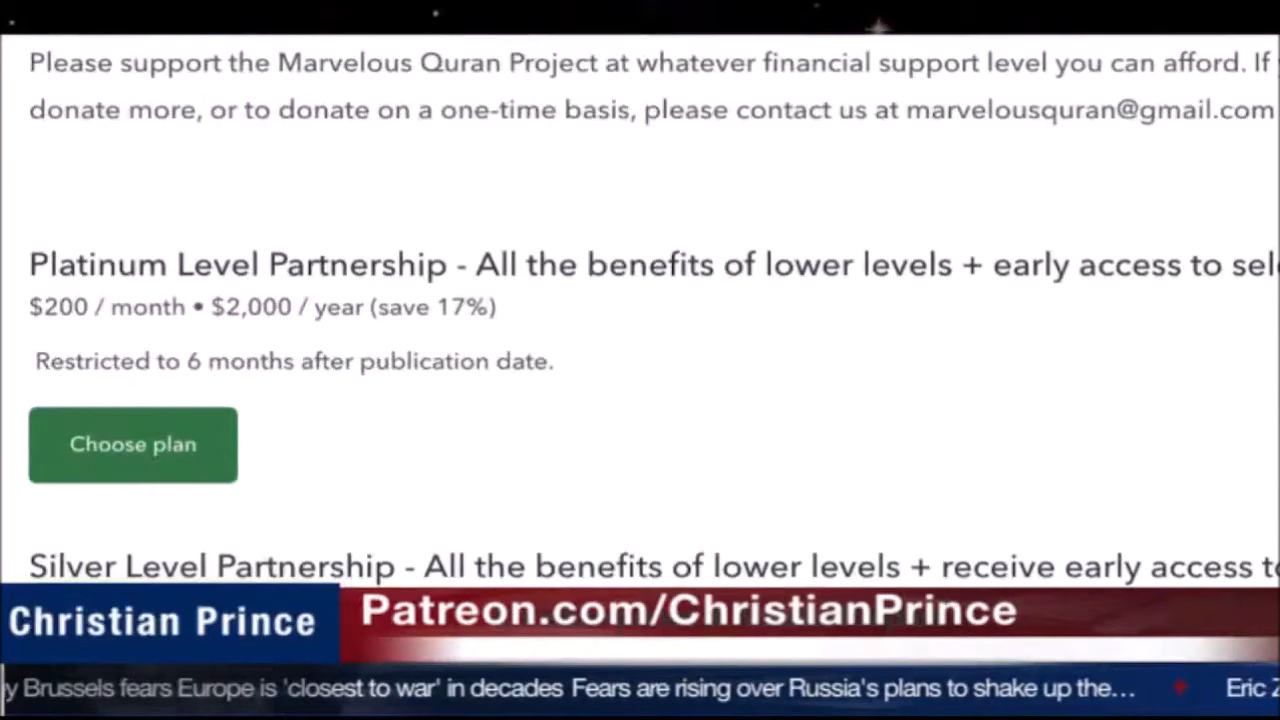 Please support the Marvelous Quran Project at whatever financial support level you can afford. If
donate more, or to donate on a one-time basis, please contact us at marvelousquran@gmail.com
Platinum Level Partnership - All the benefits of lower levels + early access to sel
$200 / month • $2,000 / year (save 17%)
Restricted to 6 months after publication date.
Choose plan
Silver Level Partnership - All the benefits of lower levels + receive early access t
Christian Prince
Patreon.com/ChristianPrince
y Brussels fears Europe is 'closest to war' in decades Fears are rising over Russia's plans to shake up the... Eric